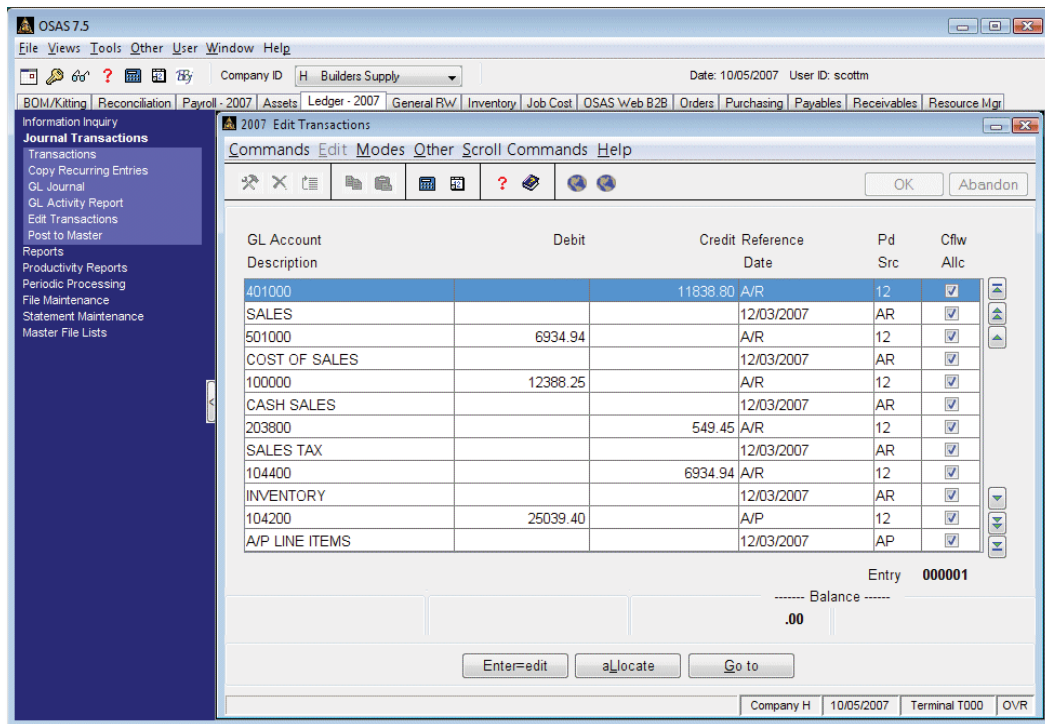 OSAS 7.5
File Views Tools Other User Window Help
Company ID H Builders Supply Date: 10/05/2007 User ID: scottm
BOM/Kitting Reconciliation Payroll - 2007 Assets Ledger - 2007 General RW Inventory Job Cost OSAS Web B2B Orders Purchasing Payables Receivables Resource Mgr
Information Inquiry
Journal Transactions
Transactions
Copy Recurring Entries
GL Journal
GL Activity Report
Edit Transactions
Post to Master
Reports
Productivity Reports
Periodic Processing
File Maintenance
Statement Maintenance
Master File Lists
2007 Edit Transactions
Commands Edit Modes Other Scroll Commands Help
OK Abandon
GL Account Debit Credit Reference Pd Cflw
Description Date Src Allc
401000 11838.80 A/R 12
SALES 12/03/2007 AR
501000 6934.94 A/R 12
COST OF SALES 12/03/2007 AR
100000 12388.25 A/R 12
CASH SALES 12/03/2007 AR
203800 549.45 A/R 12
SALES TAX 12/03/2007 AR
104400 6934.94 A/R 12
INVENTORY 12/03/2007 AR
104200 25039.40 A/P 12
A/P LINE ITEMS 12/03/2007 AP
Entry 000001
------- Balance ------
.00
Enter=edit aLlocate Go to
Company H 10/05/2007 Terminal T000 OVR